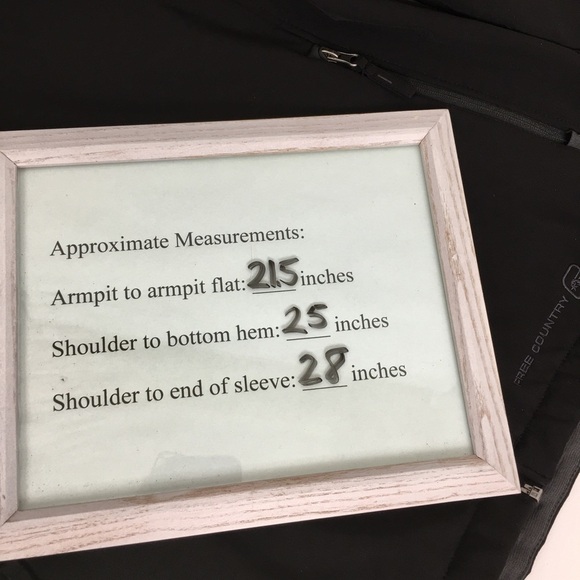 Approximate Measurements:
Armpit to armpit flat: 21.5 inches
Shoulder to bottom hem: 25 inches
Shoulder to end of sleeve: 28 inches
FREE COUNTRY